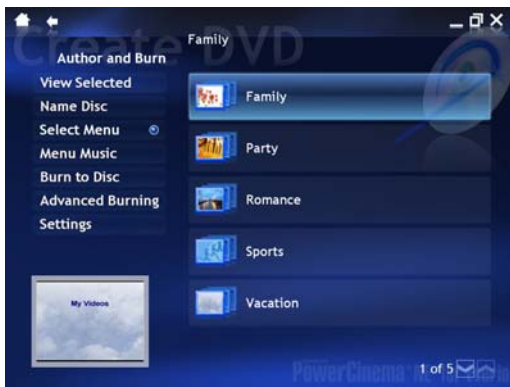 Create DVD
Family
Author and Burn
View Selected
Name Disc
Select Menu
Menu Music
Burn to Disc
Advanced Burning
Settings
Family
Party
Romance
Sports
Vacation
My Videos
1 of 5
PowerCinema